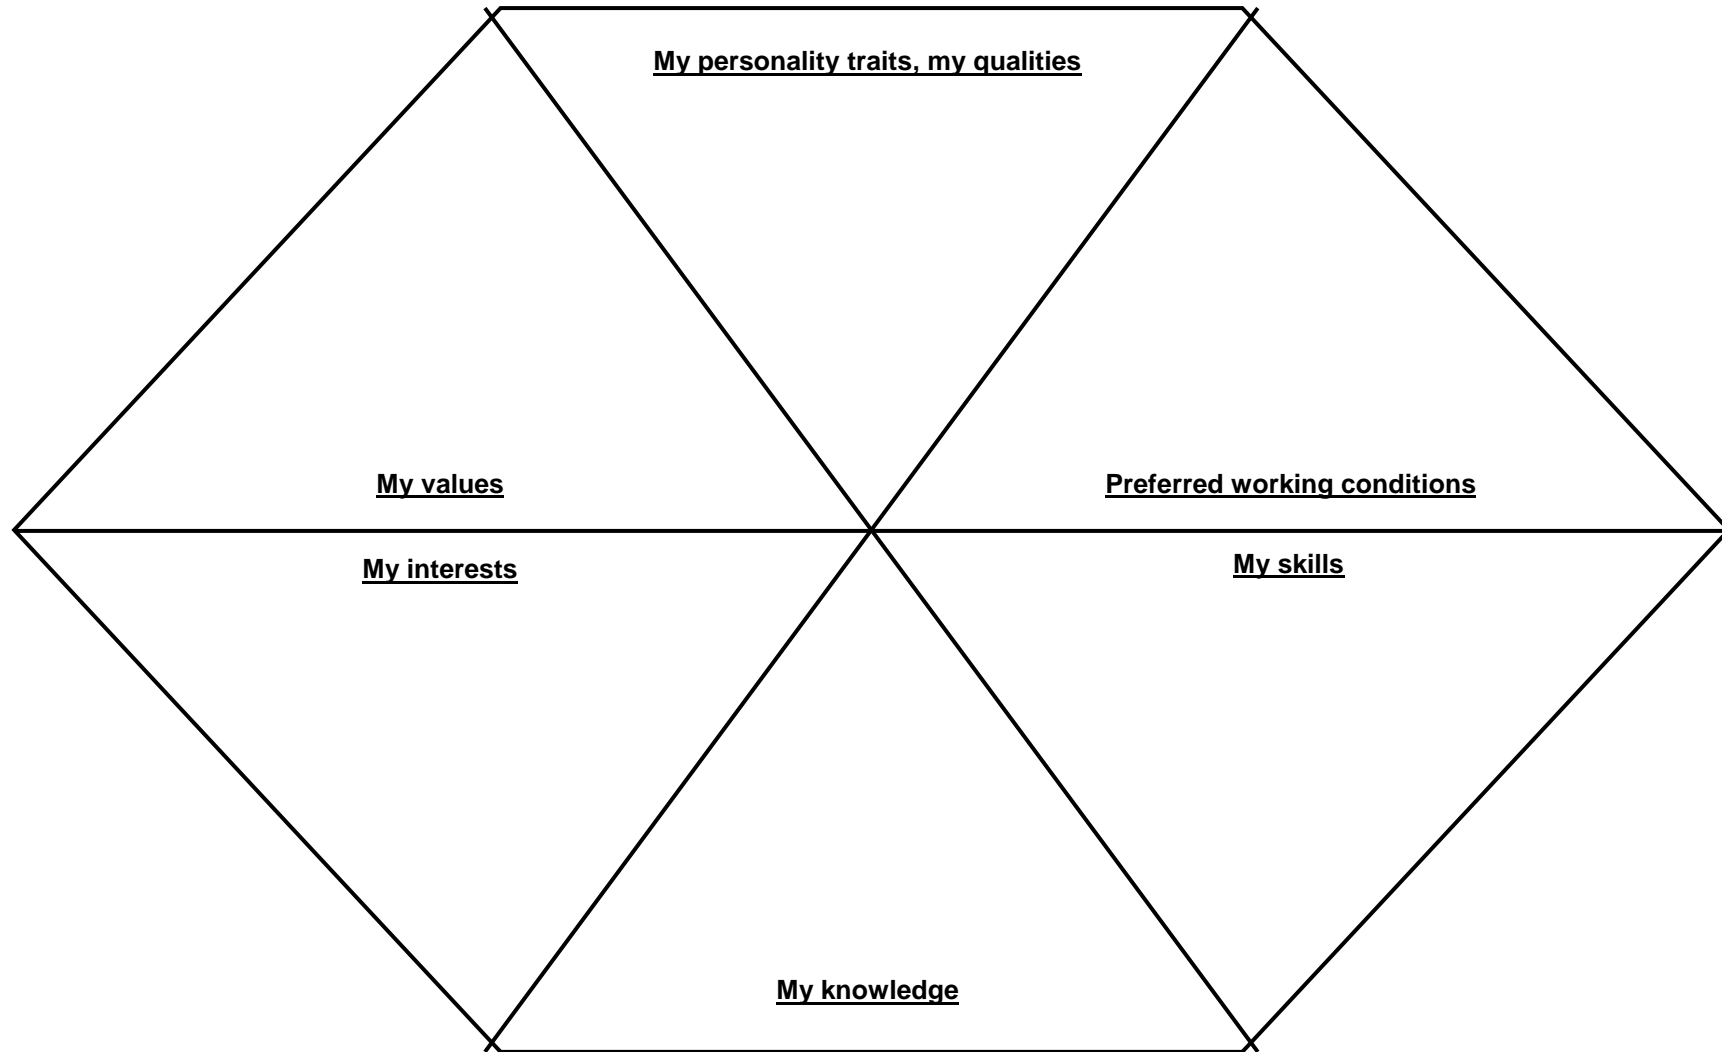 My personality traits, my qualities
My values
Preferred working conditions
My interests
My skills
My knowledge